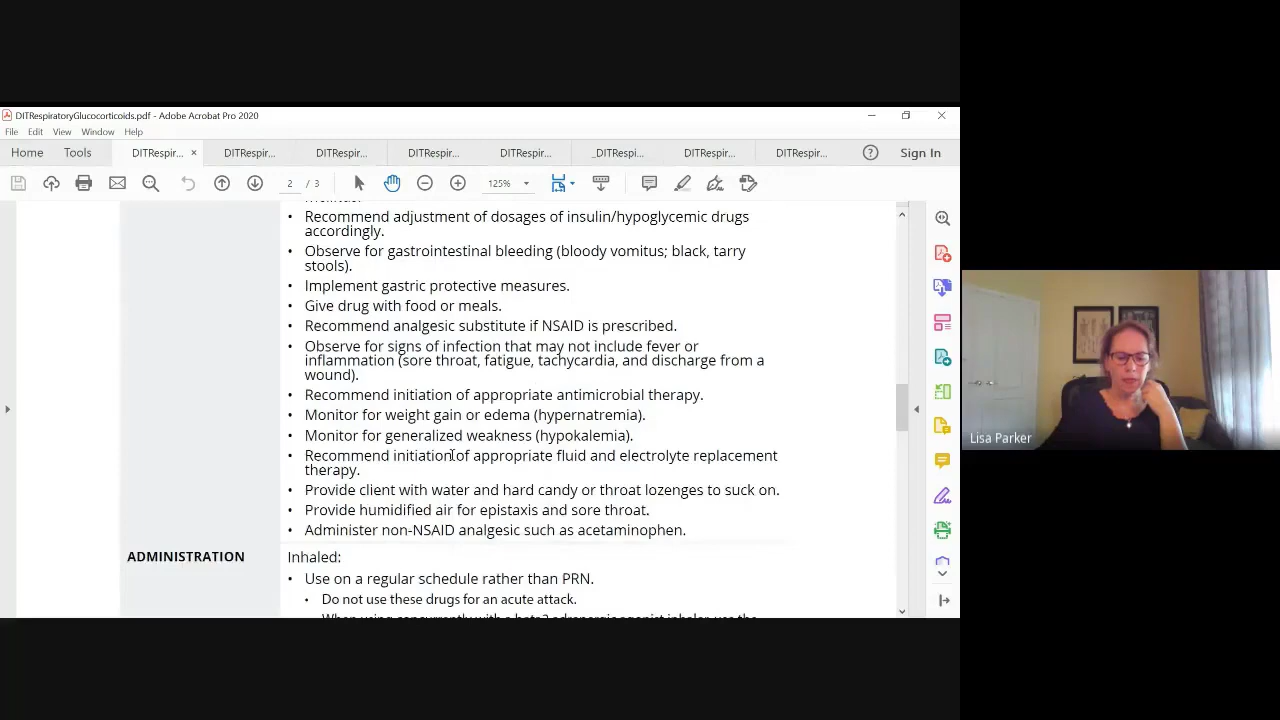 DITRespiratoryGlucocorticoids.pdf - Adobe Acrobat Pro 2020
File Edit View Window Help
Home Tools DITRespir... × DITRespir... DITRespir... DITRespir... DITRespir... _DITRespi... DITRespir... DITRespir... Sign In
2 / 3 125%
• Recommend adjustment of dosages of insulin/hypoglycemic drugs
accordingly.
• Observe for gastrointestinal bleeding (bloody vomitus; black, tarry
stools).
• Implement gastric protective measures.
• Give drug with food or meals.
• Recommend analgesic substitute if NSAID is prescribed.
• Observe for signs of infection that may not include fever or
inflammation (sore throat, fatigue, tachycardia, and discharge from a
wound).
• Recommend initiation of appropriate antimicrobial therapy.
• Monitor for weight gain or edema (hypernatremia).
• Monitor for generalized weakness (hypokalemia).
• Recommend initiation of appropriate fluid and electrolyte replacement
therapy.
• Provide client with water and hard candy or throat lozenges to suck on.
• Provide humidified air for epistaxis and sore throat.
• Administer non-NSAID analgesic such as acetaminophen.
ADMINISTRATION
Inhaled:
• Use on a regular schedule rather than PRN.
• Do not use these drugs for an acute attack.
Lisa Parker